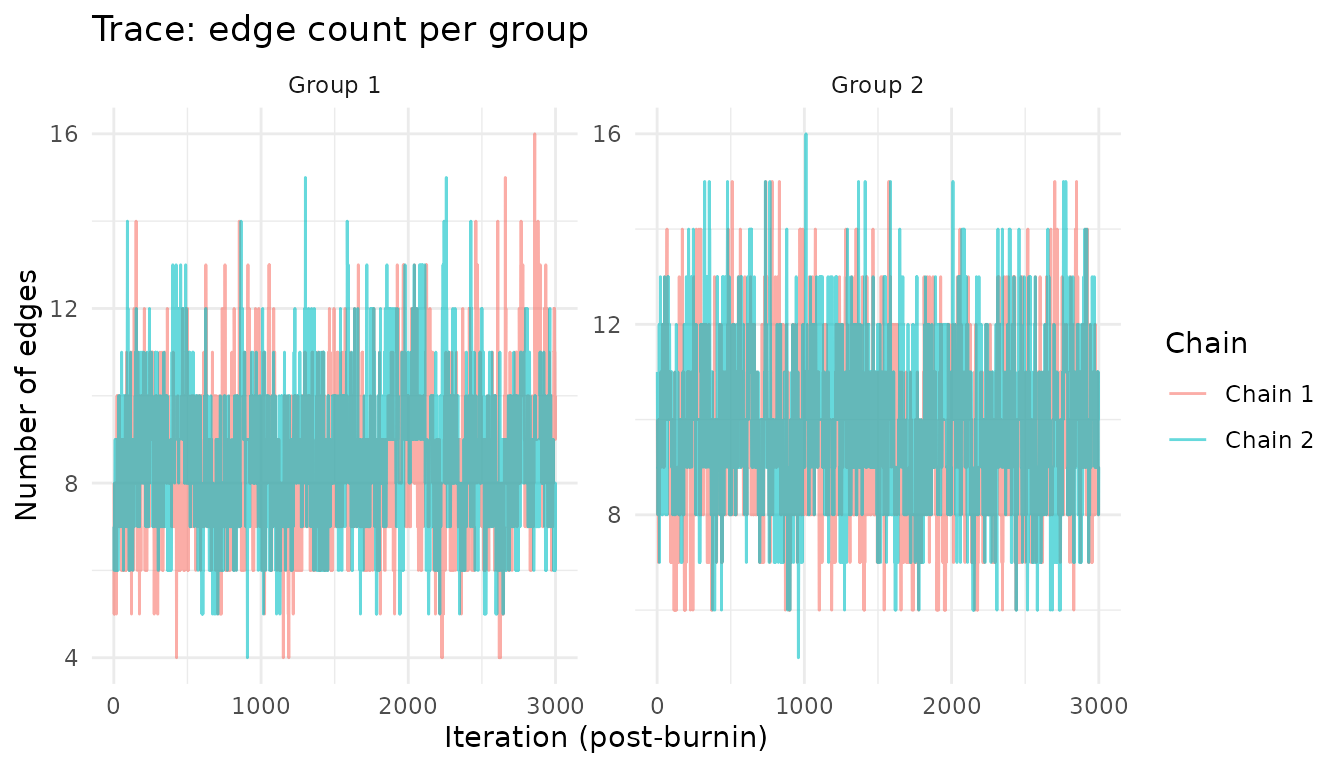 Trace: edge count per group
Group 1
Group 2
Number of edges
16
12
8
4
16
12
8
0
1000
2000
3000
0
1000
2000
3000
Iteration (post-burnin)
Chain
Chain 1
Chain 2